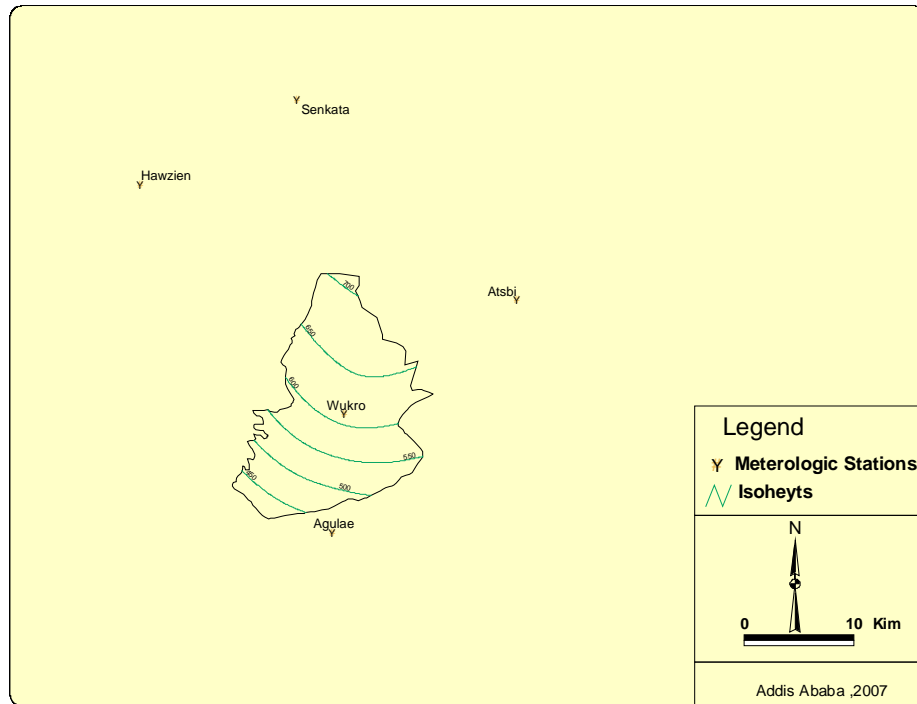 Senkata
Hawzien
Atsbi
700
650
600
Wukro
550
500
Agulae
Legend
Y Meterologic Stations
Isoheyts
N
0 10 Kim
Addis Ababa ,2007